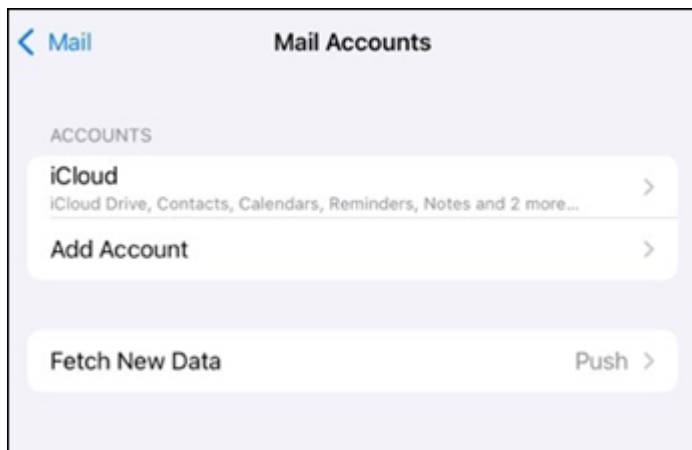 Mail
Mail Accounts
ACCOUNTS
iCloud
iCloud Drive, Contacts, Calendars, Reminders, Notes and 2 more...
Add Account
Fetch New Data Push